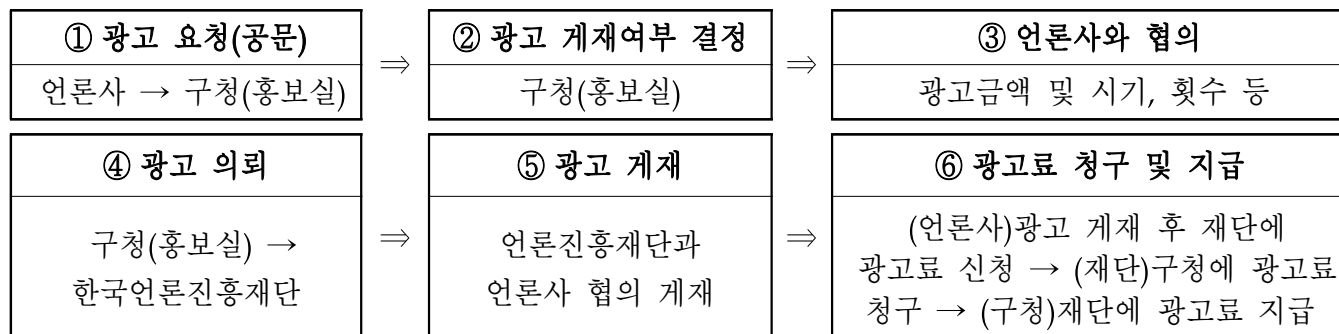 ① 광고 요청(공문)
언론사 → 구청(홍보실)
⇒
② 광고 게재여부 결정
구청(홍보실)
⇒
③ 언론사와 협의
광고금액 및 시기, 횟수 등
④ 광고 의뢰
구청(홍보실) →
한국언론진흥재단
⇒
⑤ 광고 게재
언론진흥재단과
언론사 협의 게재
⇒
⑥ 광고료 청구 및 지급
(언론사)광고 게재 후 재단에
광고료 신청 → (재단)구청에 광고료
청구 → (구청)재단에 광고료 지급